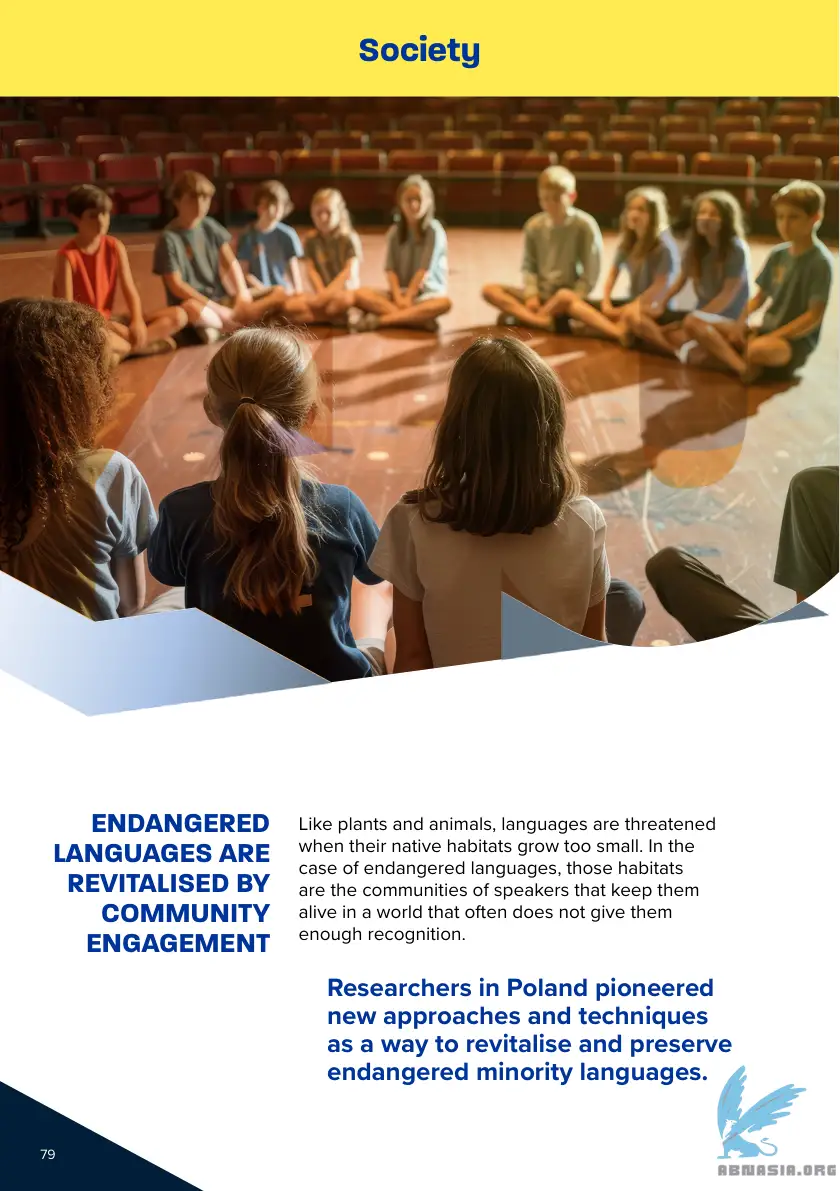 Society
ENDANGERED
LANGUAGES ARE
REVITALISED BY
COMMUNITY
ENGAGEMENT
Like plants and animals, languages are threatened
when their native habitats grow too small. In the
case of endangered languages, those habitats
are the communities of speakers that keep them
alive in a world that often does not give them
enough recognition.
Researchers in Poland pioneered
new approaches and techniques
as a way to revitalise and preserve
endangered minority languages.
79
ABNASIA.ORG